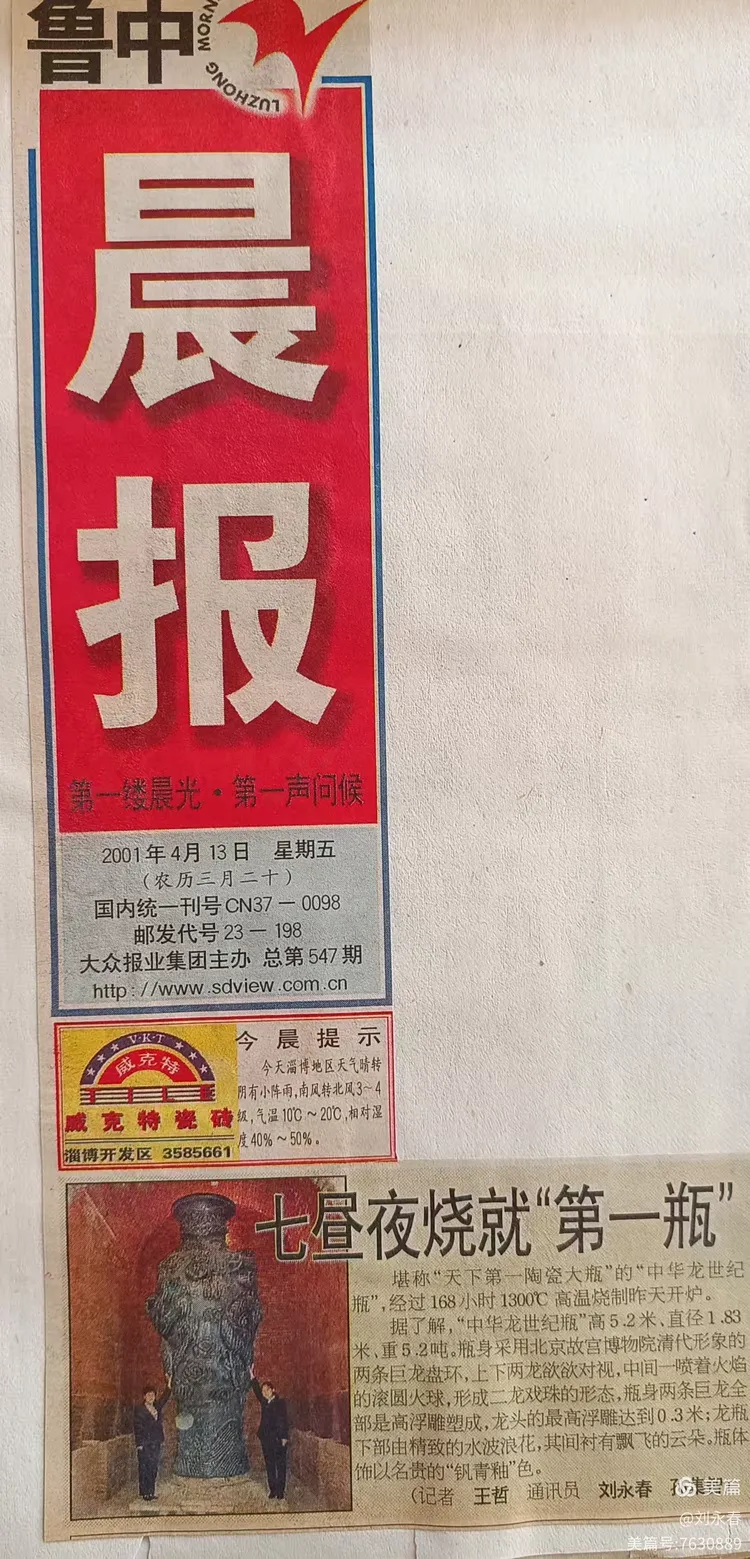 鲁中
LUZHONG MORN
晨
报
第一缕晨光·第一声问候
2001年4月13日 星期五
(农历三月二十)
国内统一刊号CN37－0098
邮发代号23－198
大众报业集团主办 总第547期
http://www.sdview.com.cn
V·K·T
威克特
TILE
威克特瓷砖
淄博开发区 3585661
今晨提示
今天淄博地区天气晴转
阴有小阵雨,南风转北风3～4
级,气温10℃～20℃,相对湿
度40%～50%。
七昼夜烧就“第一瓶”
堪称“天下第一陶瓷大瓶”的“中华龙世纪
瓶”,经过168小时1300℃高温烧制昨天开炉。
据了解,“中华龙世纪瓶”高5.2米,直径1.83
米,重5.2吨。瓶身采用北京故宫博物院清代形象的
两条巨龙盘环,上下两龙欲欲对视,中间一喷着火焰
的滚圆火球,形成二龙戏珠的形态,瓶身两条巨龙全
部是高浮雕塑成,龙头的最高浮雕达到0.3米;龙瓶
下部由精致的水波浪花,其间衬有飘飞的云朵。瓶体
饰以名贵的“钒青釉”色。
(记者 王哲 通讯员 刘永春
美篇
@刘永春
美篇号:7630889